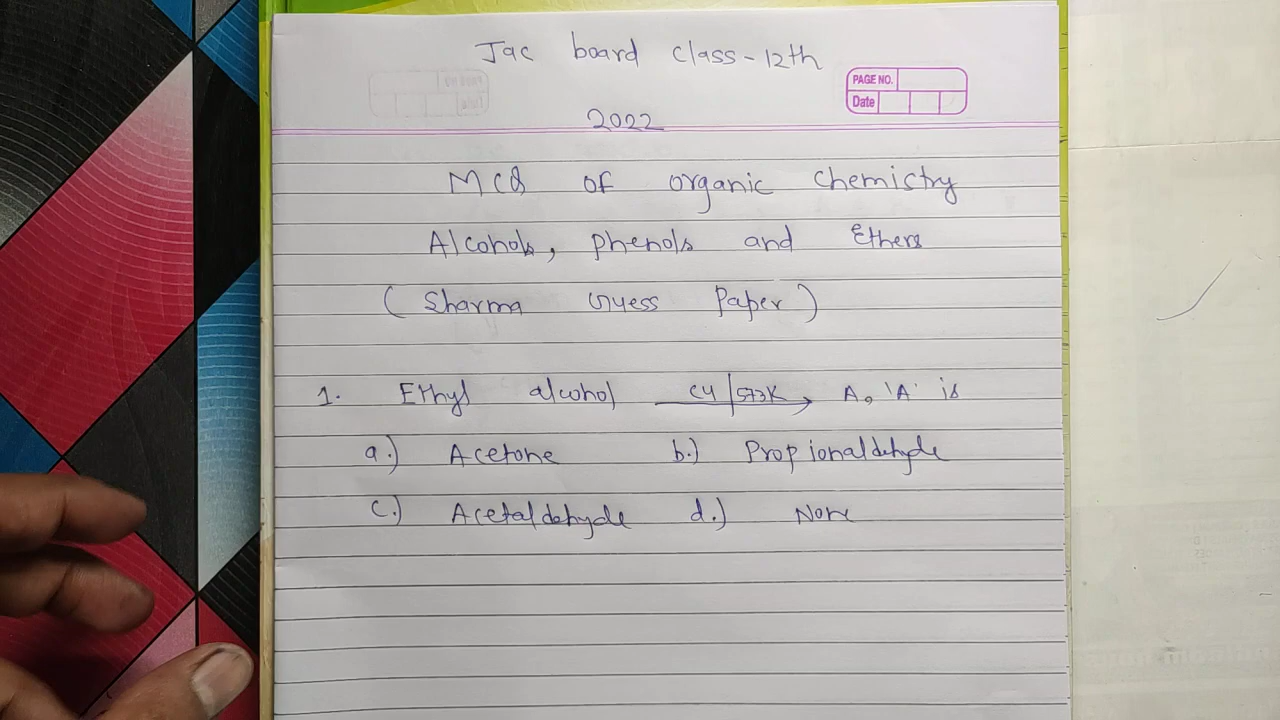 Jac board class-12th
PAGE NO.
Date
2022
MCQ of organic chemistry
Alcohols, phenols and Ethers
(Sharma Guess Paper)
1. Ethyl alcohol Cu/573K A. 'A' is
a.) Acetone b.) Propionaldehyde
c.) Acetaldehyde d.) None